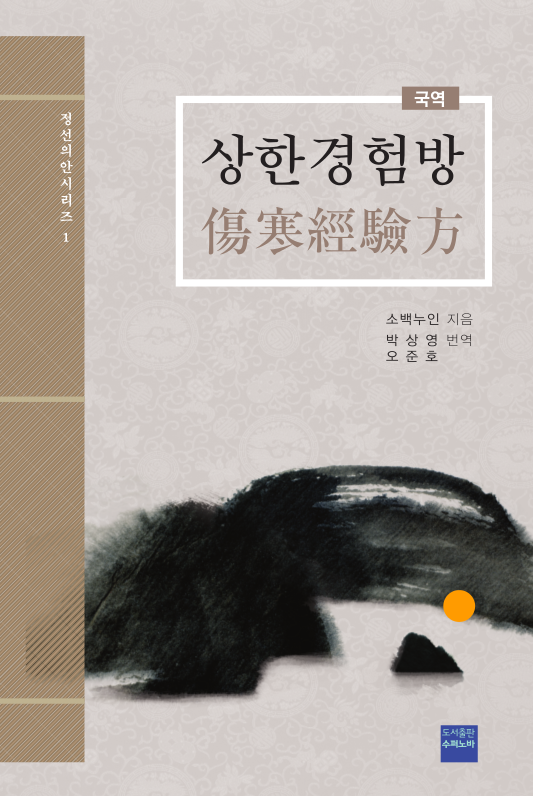 정선의안시리즈 1
국역
상한경험방
傷寒經驗方
소백누인 지음
박 상 영 번역
오 준 호
도서출판
수퍼노바